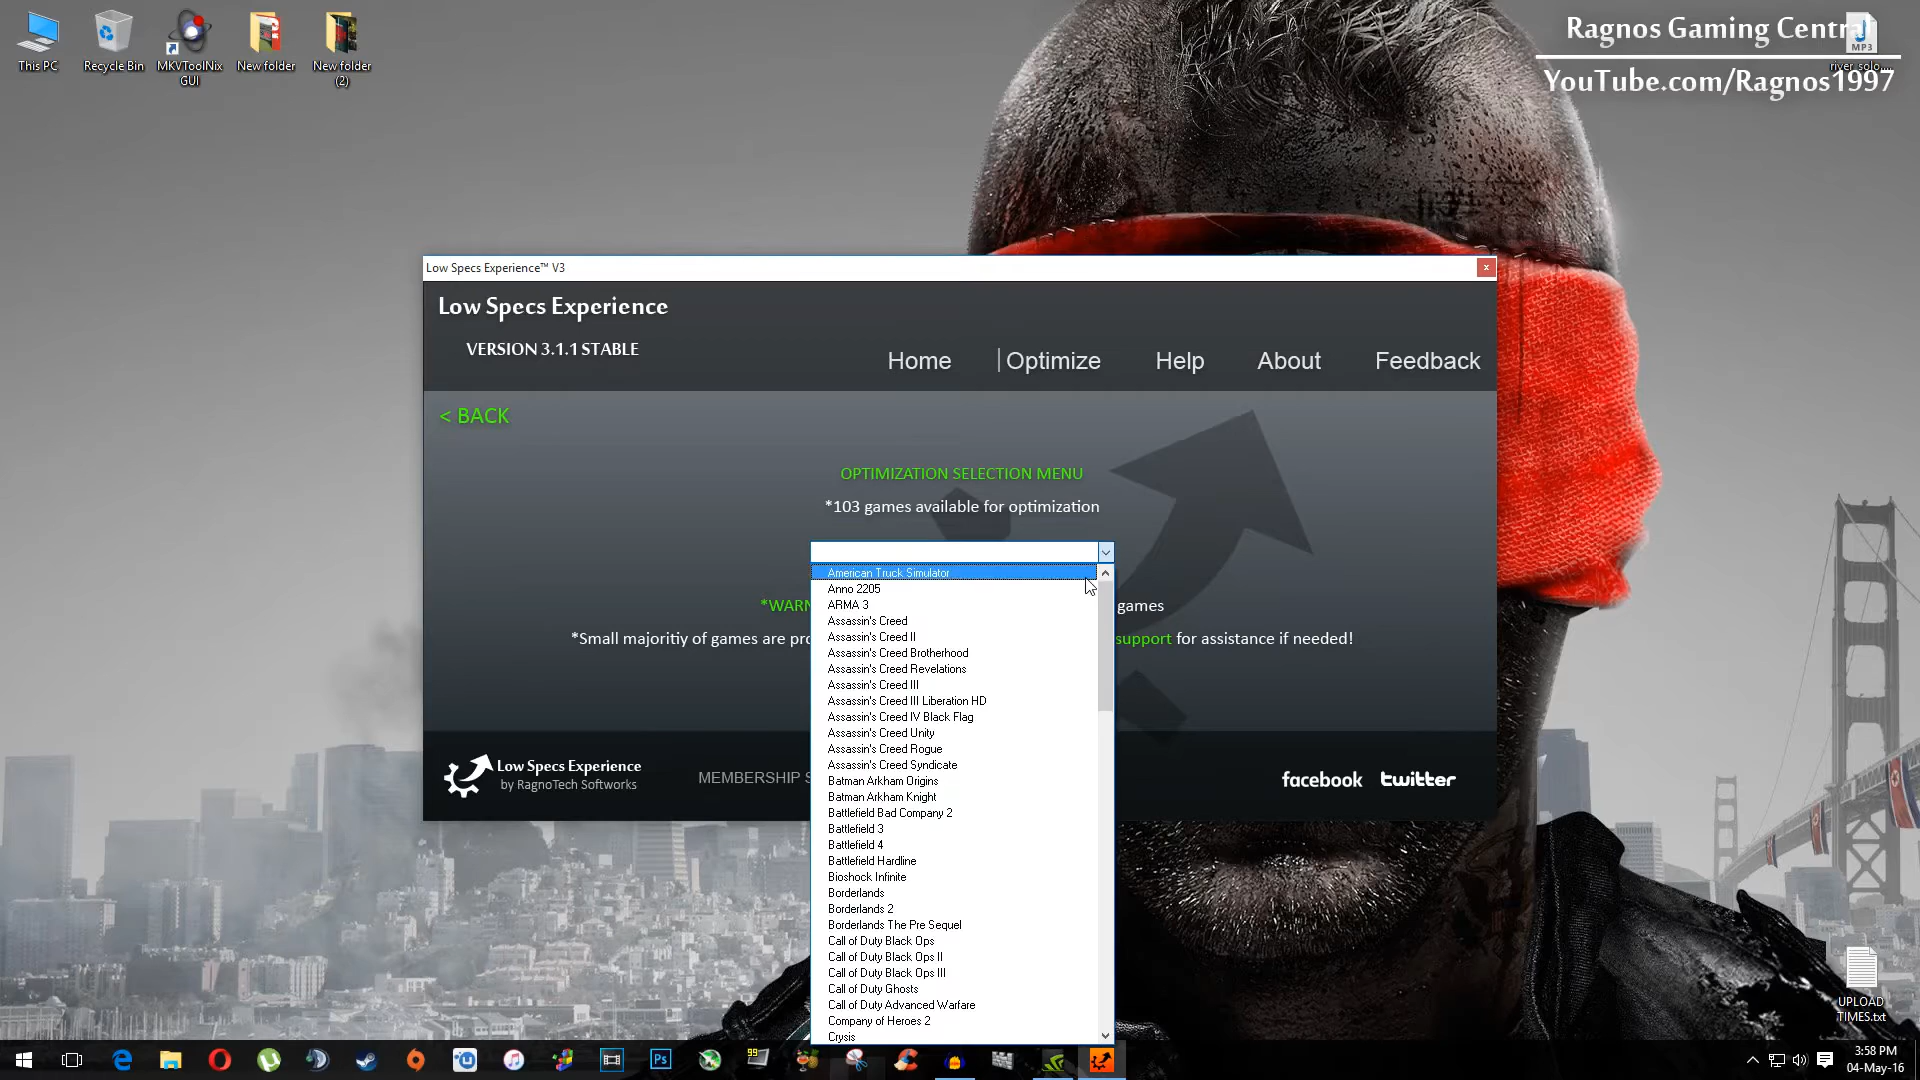 This PC
Recycle Bin
MKVToolNix
GUI
New folder
New folder
(2)
Ragnos Gaming Central
YouTube.com/Ragnos1997
MP3
river_solo....
Low Specs Experience™ V3
x
Low Specs Experience
VERSION 3.1.1 STABLE
Home
Optimize
Help
About
Feedback
< BACK
OPTIMIZATION SELECTION MENU
*103 games available for optimization
American Truck Simulator
Anno 2205
ARMA 3
*WARN
games
Assassin's Creed
Assassin's Creed II
*Small majoritiy of games are pro
support for assistance if needed!
Assassin's Creed Brotherhood
Assassin's Creed Revelations
Assassin's Creed III
Assassin's Creed III Liberation HD
Assassin's Creed IV Black Flag
Assassin's Creed Unity
Assassin's Creed Rogue
Assassin's Creed Syndicate
Batman Arkham Origins
Batman Arkham Knight
Battlefield Bad Company 2
Battlefield 3
Battlefield 4
Battlefield Hardline
Bioshock Infinite
Borderlands
Borderlands 2
Borderlands The Pre Sequel
Call of Duty Black Ops
Call of Duty Black Ops II
Call of Duty Black Ops III
Call of Duty Ghosts
Call of Duty Advanced Warfare
Company of Heroes 2
Crysis
Low Specs Experience
by RagnoTech Softworks
MEMBERSHIP S
facebook
twitter
UPLOAD
TIMES.txt
Ps
99
3:58 PM
04-May-16